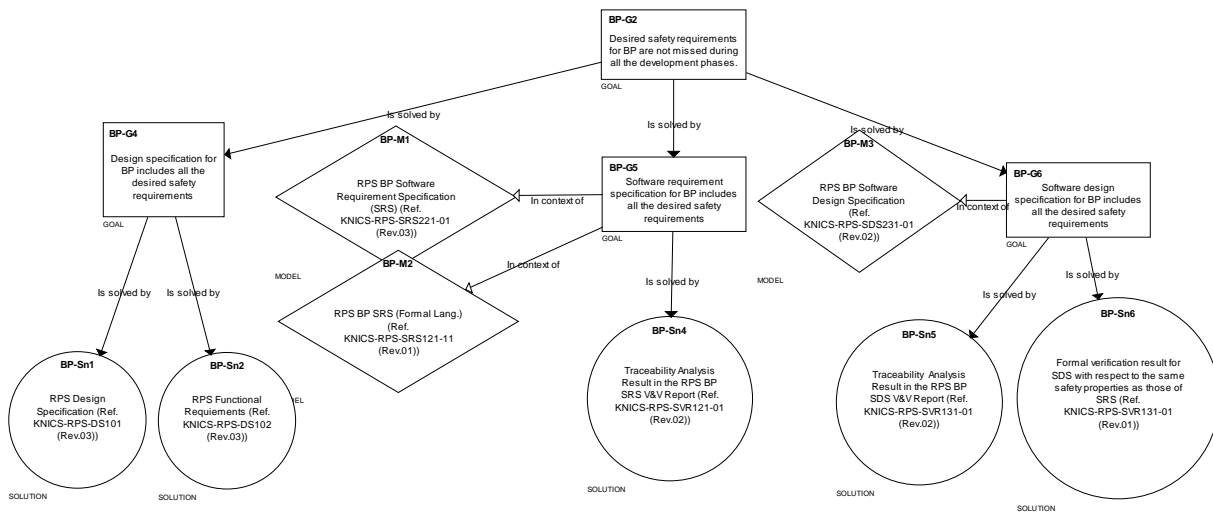 BP-G2
Desired safety requirements
for BP are not missed during
all the development phases.
GOAL
Is solved by
Is solved by
Is solved by
BP-G4
Design specification for
BP includes all the
desired safety
requirements
GOAL
BP-M1
RPS BP Software
Requirement Specification
(SRS) (Ref.
KNICS-RPS-SRS221-01
(Rev.03))
MODEL
In context of
BP-G5
Software requirement
specification for BP includes
all the desired safety
requirements
GOAL
BP-M3
RPS BP Software
Design Specification
(Ref.
KNICS-RPS-SDS231-01
(Rev.02))
MODEL
In context of
BP-G6
Software design
specification for BP includes
all the desired safety
requirements
GOAL
In context of
BP-M2
RPS BP SRS (Formal Lang.)
(Ref.
KNICS-RPS-SRS121-11
(Rev.01))
Is solved by
Is solved by
Is solved by
Is solved by
Is solved by
BP-Sn1
RPS Design
Specification (Ref.
KNICS-RPS-DS101
(Rev.03))
SOLUTION
BP-Sn2
RPS Functional
Requiements (Ref.
KNICS-RPS-DS102
(Rev.03))
SOLUTION
DEL
BP-Sn4
Traceability Analysis
Result in the RPS BP
SRS V&V Report (Ref.
KNICS-RPS-SVR121-01
(Rev.02))
SOLUTION
BP-Sn5
Traceability Analysis
Result in the RPS BP
SDS V&V Report (Ref.
KNICS-RPS-SVR131-01
(Rev.02))
SOLUTION
BP-Sn6
Formal verification result for
SDS with respect to the same
safety properties as those of
SRS (Ref.
KNICS-RPS-SVR131-01
(Rev.01))
SOLUTION